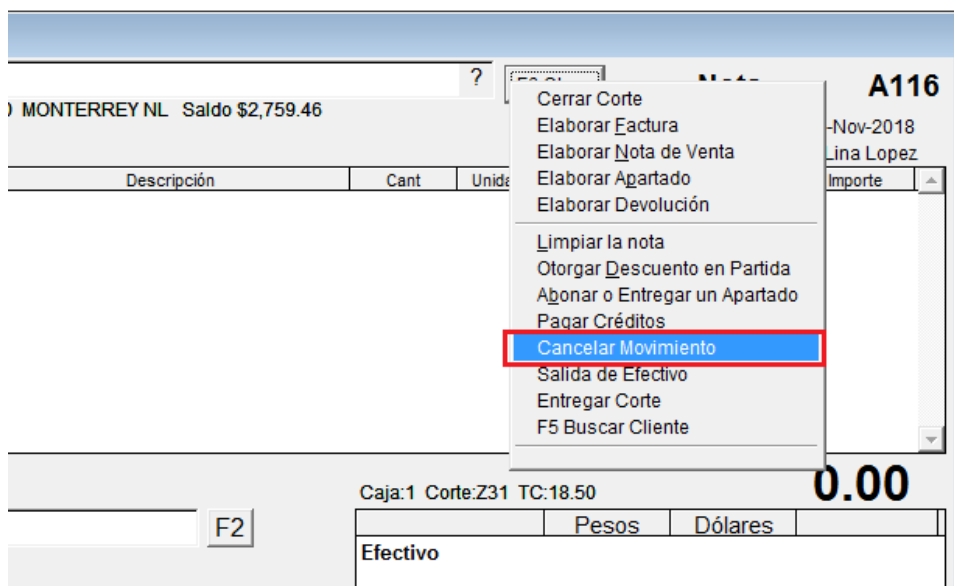 ?
A116
) MONTERREY NL Saldo $2,759.46
-Nov-2018
Lina Lopez
Descripción Cant Importe
Cerrar Corte
Elaborar Factura
Elaborar Nota de Venta
Elaborar Apartado
Elaborar Devolución
Limpiar la nota
Otorgar Descuento en Partida
Abonar o Entregar un Apartado
Pagar Créditos
Cancelar Movimiento
Salida de Efectivo
Entregar Corte
F5 Buscar Cliente
0.00
Caja:1 Corte:Z31 TC:18.50
F2
Pesos Dólares
Efectivo